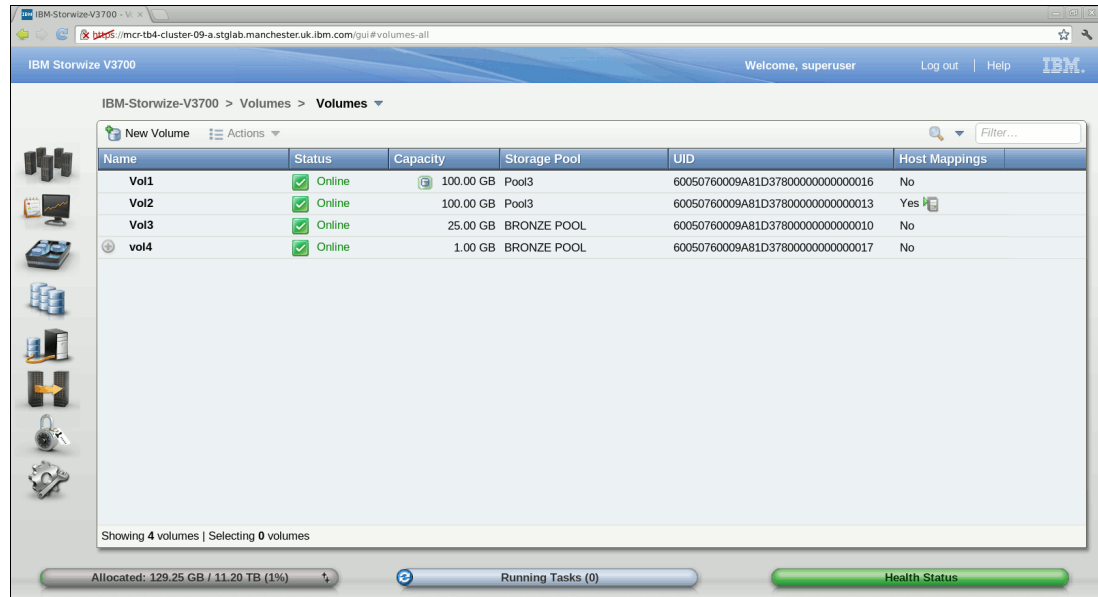 IBM-Storwize-V3700 - V
https://mcr-tb4-cluster-09-a.stglab.manchester.uk.ibm.com/gui#volumes-all
IBM Storwize V3700 Welcome, superuser Log out | Help IBM.
IBM-Storwize-V3700 > Volumes > Volumes
New Volume Actions Filter...
Name Status Capacity Storage Pool UID Host Mappings
Vol1 Online 100.00 GB Pool3 60050760009A81D37800000000000016 No
Vol2 Online 100.00 GB Pool3 60050760009A81D37800000000000013 Yes
Vol3 Online 25.00 GB BRONZE POOL 60050760009A81D37800000000000010 No
vol4 Online 1.00 GB BRONZE POOL 60050760009A81D37800000000000017 No
Showing 4 volumes | Selecting 0 volumes
Allocated: 129.25 GB / 11.20 TB (1%) Running Tasks (0) Health Status